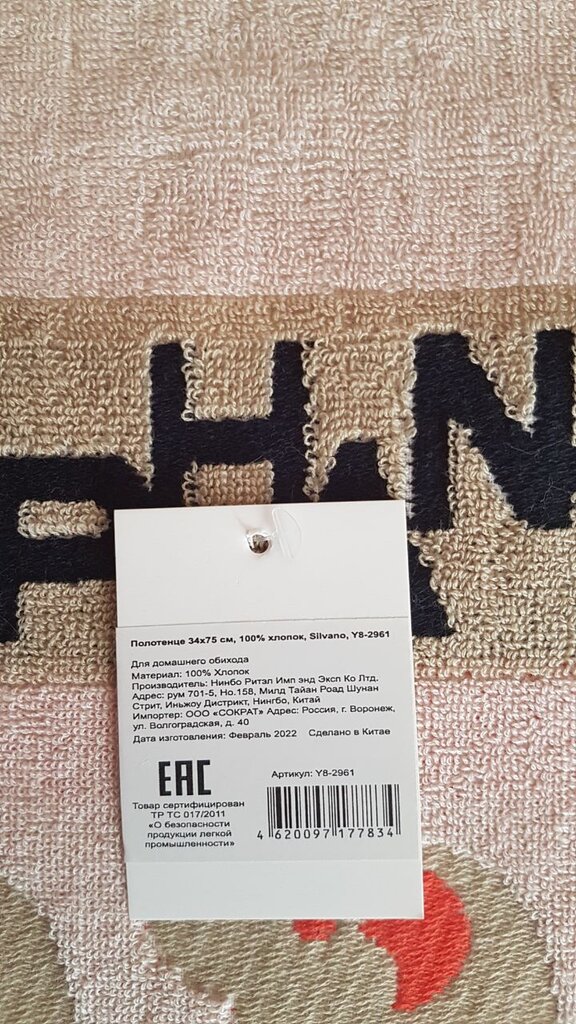 H N
P A
Полотенце 34x75 см, 100% хлопок, Silvano, Y8-2961
Для домашнего обихода
Материал: 100% Хлопок
Производитель: Нинбо Ритэл Имп энд Эксп Ко Лтд.
Адрес: рум 701-5, Но.158, Милд Тайан Роад Шунан
Стрит, Иньжоу Дистрикт, Нингбо, Китай
Импортер: ООО «СОКРАТ» Адрес: Россия, г. Воронеж,
ул. Волгоградская, д. 40
Дата изготовления: Февраль 2022 Сделано в Китае
EAC
Артикул: Y8-2961
Товар сертифицирован
ТР ТС 017/2011
«О безопасности
продукции легкой
промышленности»
4 620097 177834